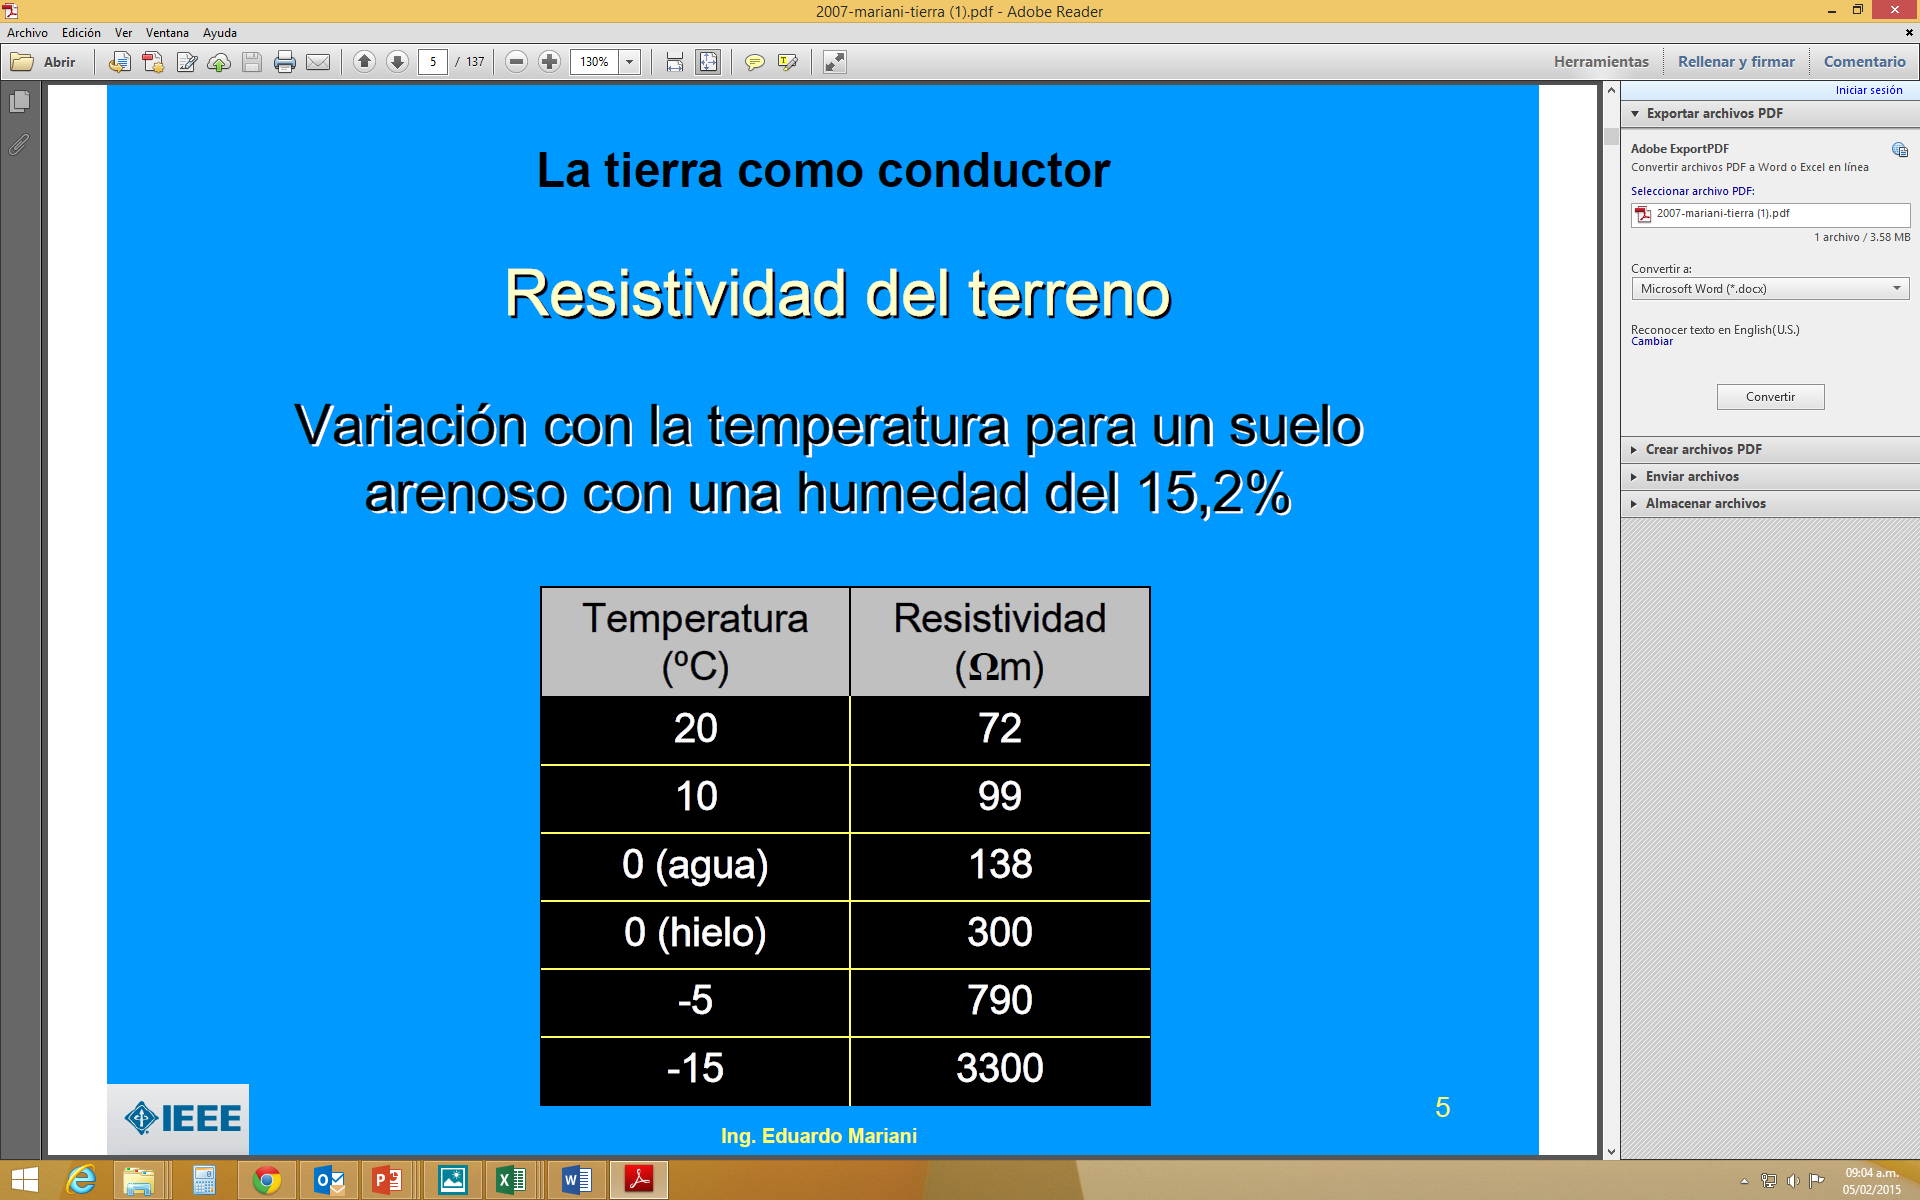 2007-mariani-tierra (1).pdf - Adobe Reader
Archivo Edición Ver Ventana Ayuda
Abrir 5 / 137 130% Herramientas Rellenar y firmar Comentario
Iniciar sesión
La tierra como conductor
Resistividad del terreno
Variación con la temperatura para un suelo
arenoso con una humedad del 15,2%
Temperatura (ºC) Resistividad (Ωm)
20 72
10 99
0 (agua) 138
0 (hielo) 300
-5 790
-15 3300
IEEE
Ing. Eduardo Mariani
5
Exportar archivos PDF
Adobe ExportPDF
Convertir archivos PDF a Word o Excel en línea
Seleccionar archivo PDF:
2007-mariani-tierra (1).pdf
1 archivo / 3.58 MB
Convertir a:
Microsoft Word (*.docx)
Reconocer texto en English(U.S.)
Cambiar
Convertir
Crear archivos PDF
Enviar archivos
Almacenar archivos
09:04 a.m.
05/02/2015